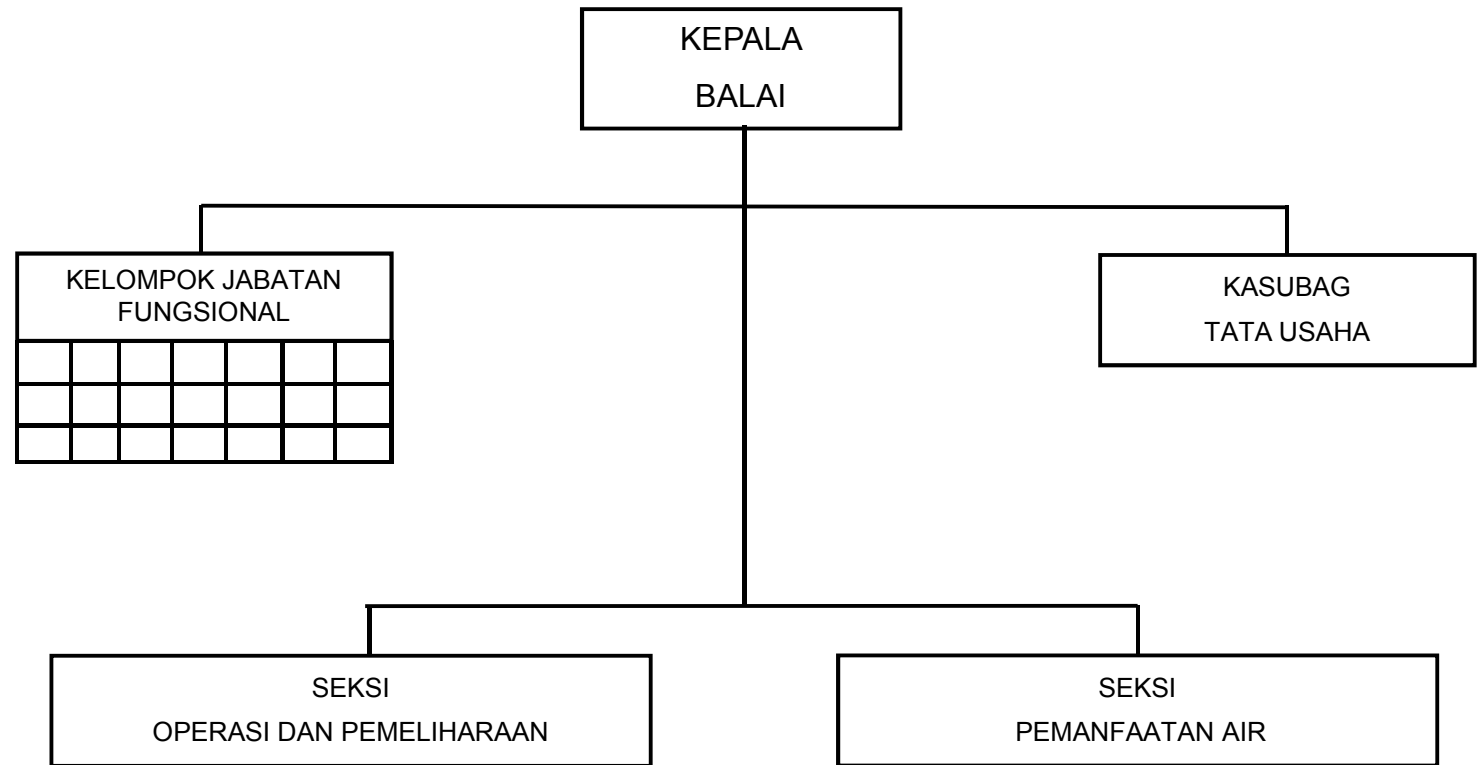 KEPALA
BALAI
KELOMPOK JABATAN
FUNGSIONAL
KASUBAG
TATA USAHA
SEKSI
OPERASI DAN PEMELIHARAAN
SEKSI
PEMANFAATAN AIR